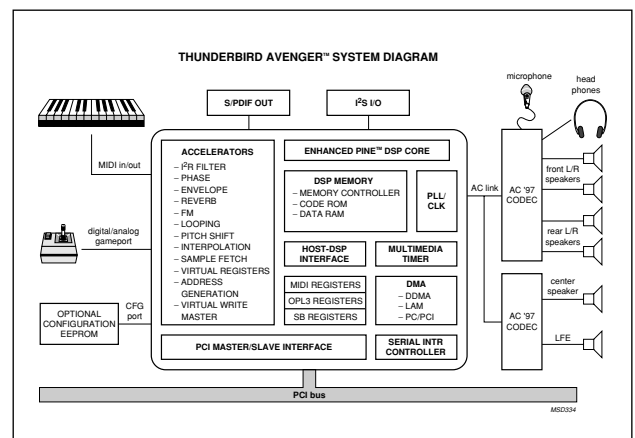 THUNDERBIRD AVENGER™ SYSTEM DIAGRAM
microphone
head
phones
S/PDIF OUT
I²S I/O
MIDI in/out
digital/analog
gameport
OPTIONAL
CONFIGURATION
EEPROM
CFG
port
ACCELERATORS
– I²R FILTER
– PHASE
– ENVELOPE
– REVERB
– FM
– LOOPING
– PITCH SHIFT
– INTERPOLATION
– SAMPLE FETCH
– VIRTUAL REGISTERS
– ADDRESS
GENERATION
– VIRTUAL WRITE
MASTER
ENHANCED PINE™ DSP CORE
DSP MEMORY
– MEMORY CONTROLLER
– CODE ROM
– DATA RAM
PLL/
CLK
HOST-DSP
INTERFACE
MULTIMEDIA
TIMER
MIDI REGISTERS
OPL3 REGISTERS
SB REGISTERS
DMA
– DDMA
– LAM
– PC/PCI
PCI MASTER/SLAVE INTERFACE
SERIAL INTR
CONTROLLER
AC link
AC '97
CODEC
front L/R
speakers
rear L/R
speakers
AC '97
CODEC
center
speaker
LFE
PCI bus
MSD334